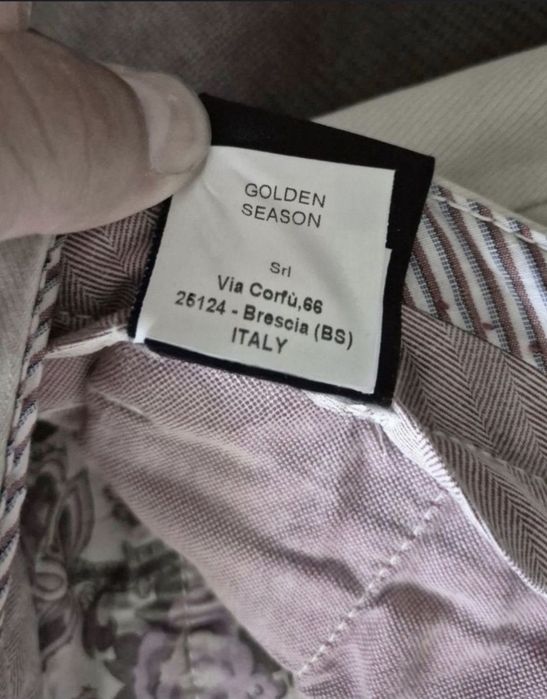 GOLDEN
SEASON
Srl
Via Corfù,66
25124 - Brescia (BS)
ITALY